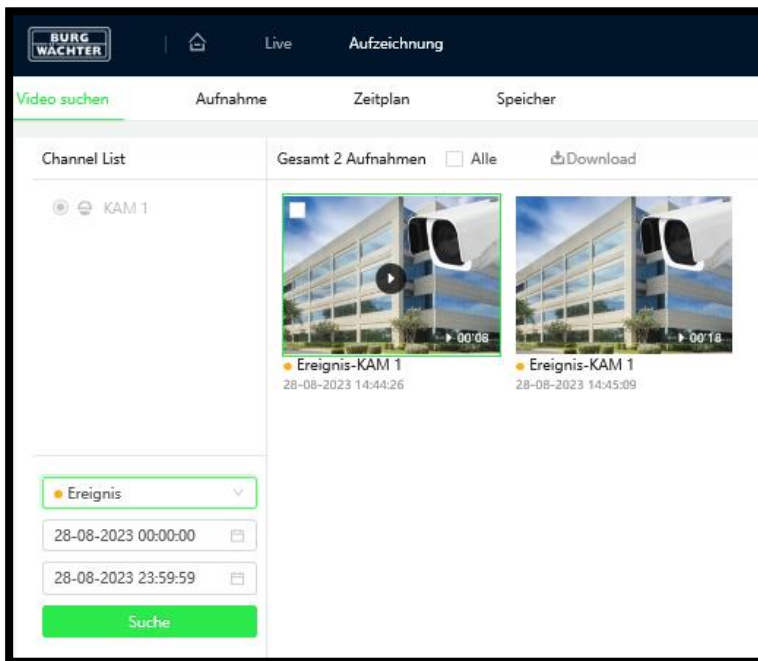 BURG
WÄCHTER
Live Aufzeichnung
Video suchen Aufnahme Zeitplan Speicher
Channel List
KAM 1
Gesamt 2 Aufnahmen Alle Download
00'08
00'18
Ereignis-KAM 1
28-08-2023 14:44:26
Ereignis-KAM 1
28-08-2023 14:45:09
Ereignis
28-08-2023 00:00:00
28-08-2023 23:59:59
Suche